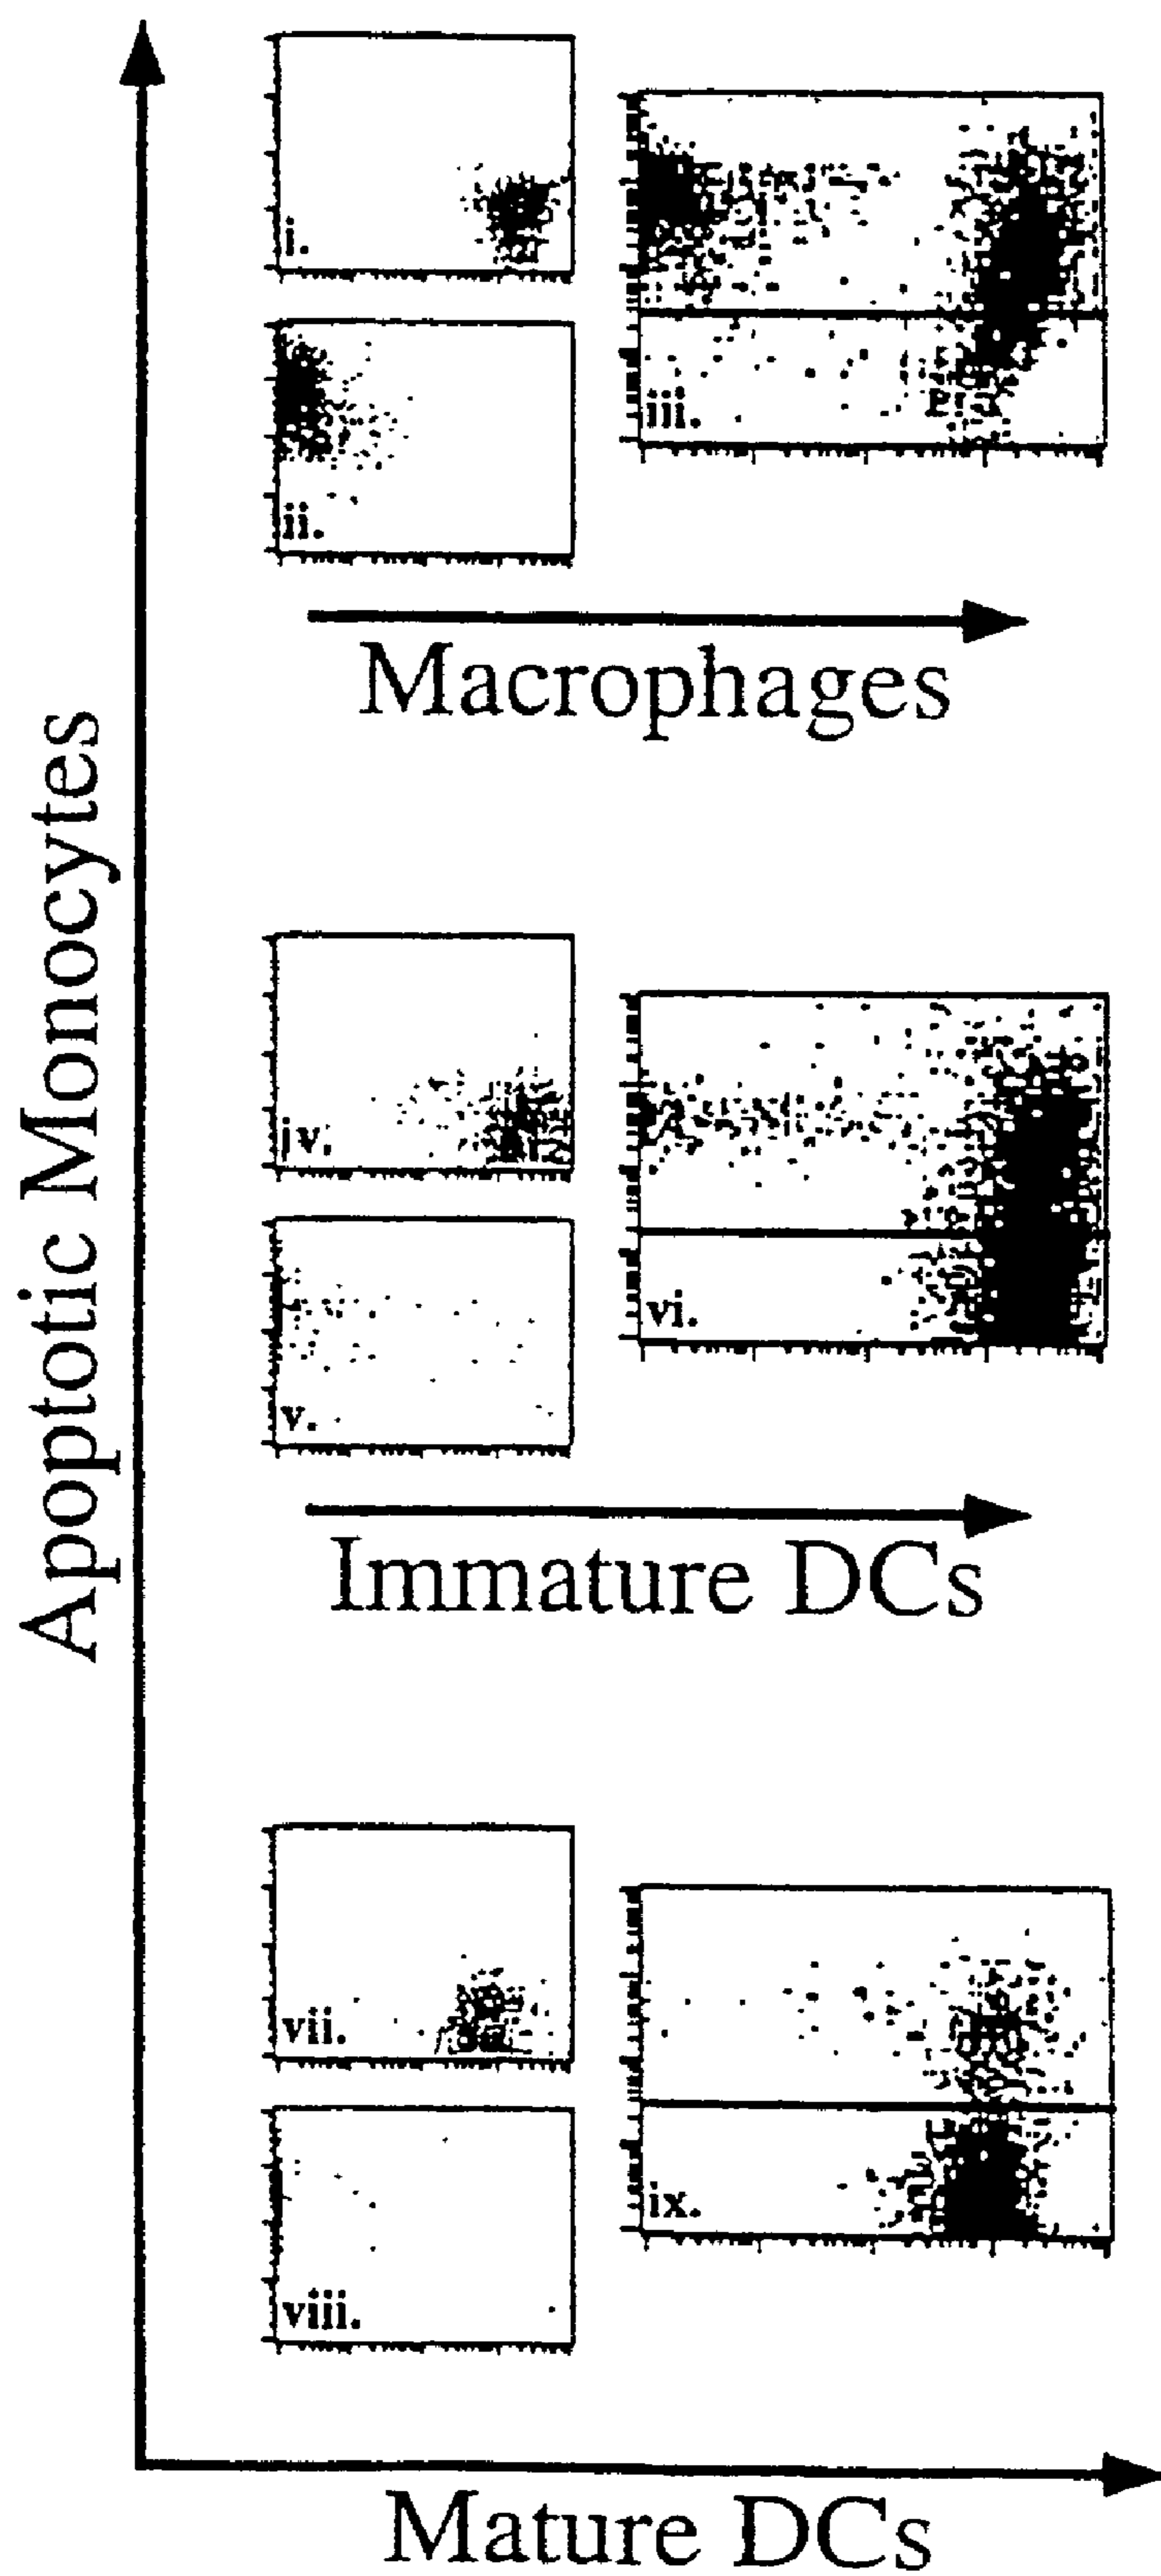 Apoptotic Monocytes
i.
ii.
iii.
Macrophages
iv.
v.
vi.
Immature DCs
vii.
viii.
ix.
Mature DCs